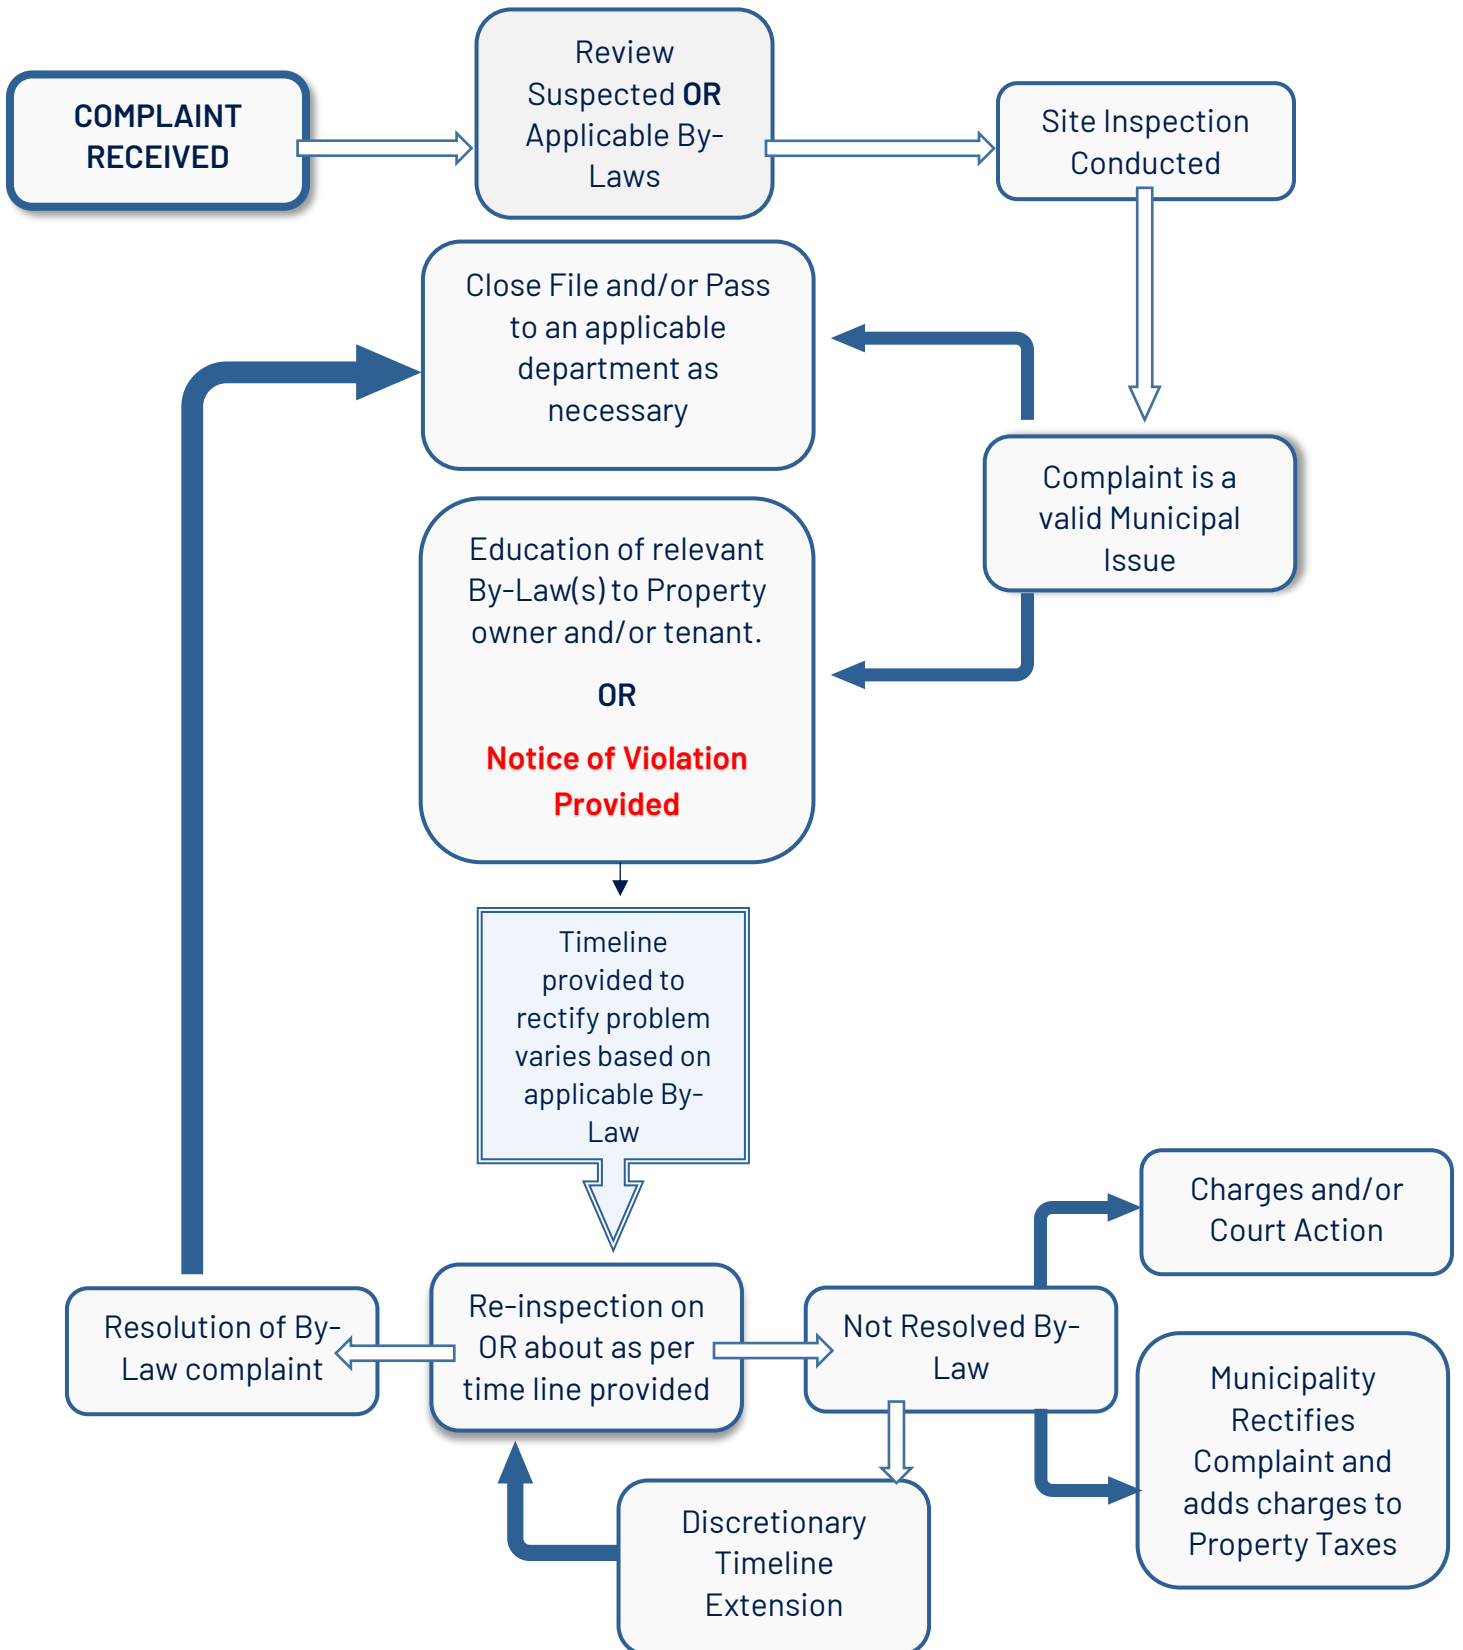 COMPLAINT
RECEIVED
Review
Suspected OR
Applicable By-
Laws
Site Inspection
Conducted
Close File and/or Pass
to an applicable
department as
necessary
Complaint is a
valid Municipal
Issue
Education of relevant
By-Law(s) to Property
owner and/or tenant.
OR
Notice of Violation
Provided
Timeline
provided to
rectify problem
varies based on
applicable By-
Law
Re-inspection on
OR about as per
time line provided
Resolution of By-
Law complaint
Not Resolved By-
Law
Charges and/or
Court Action
Municipality
Rectifies
Complaint and
adds charges to
Property Taxes
Discretionary
Timeline
Extension